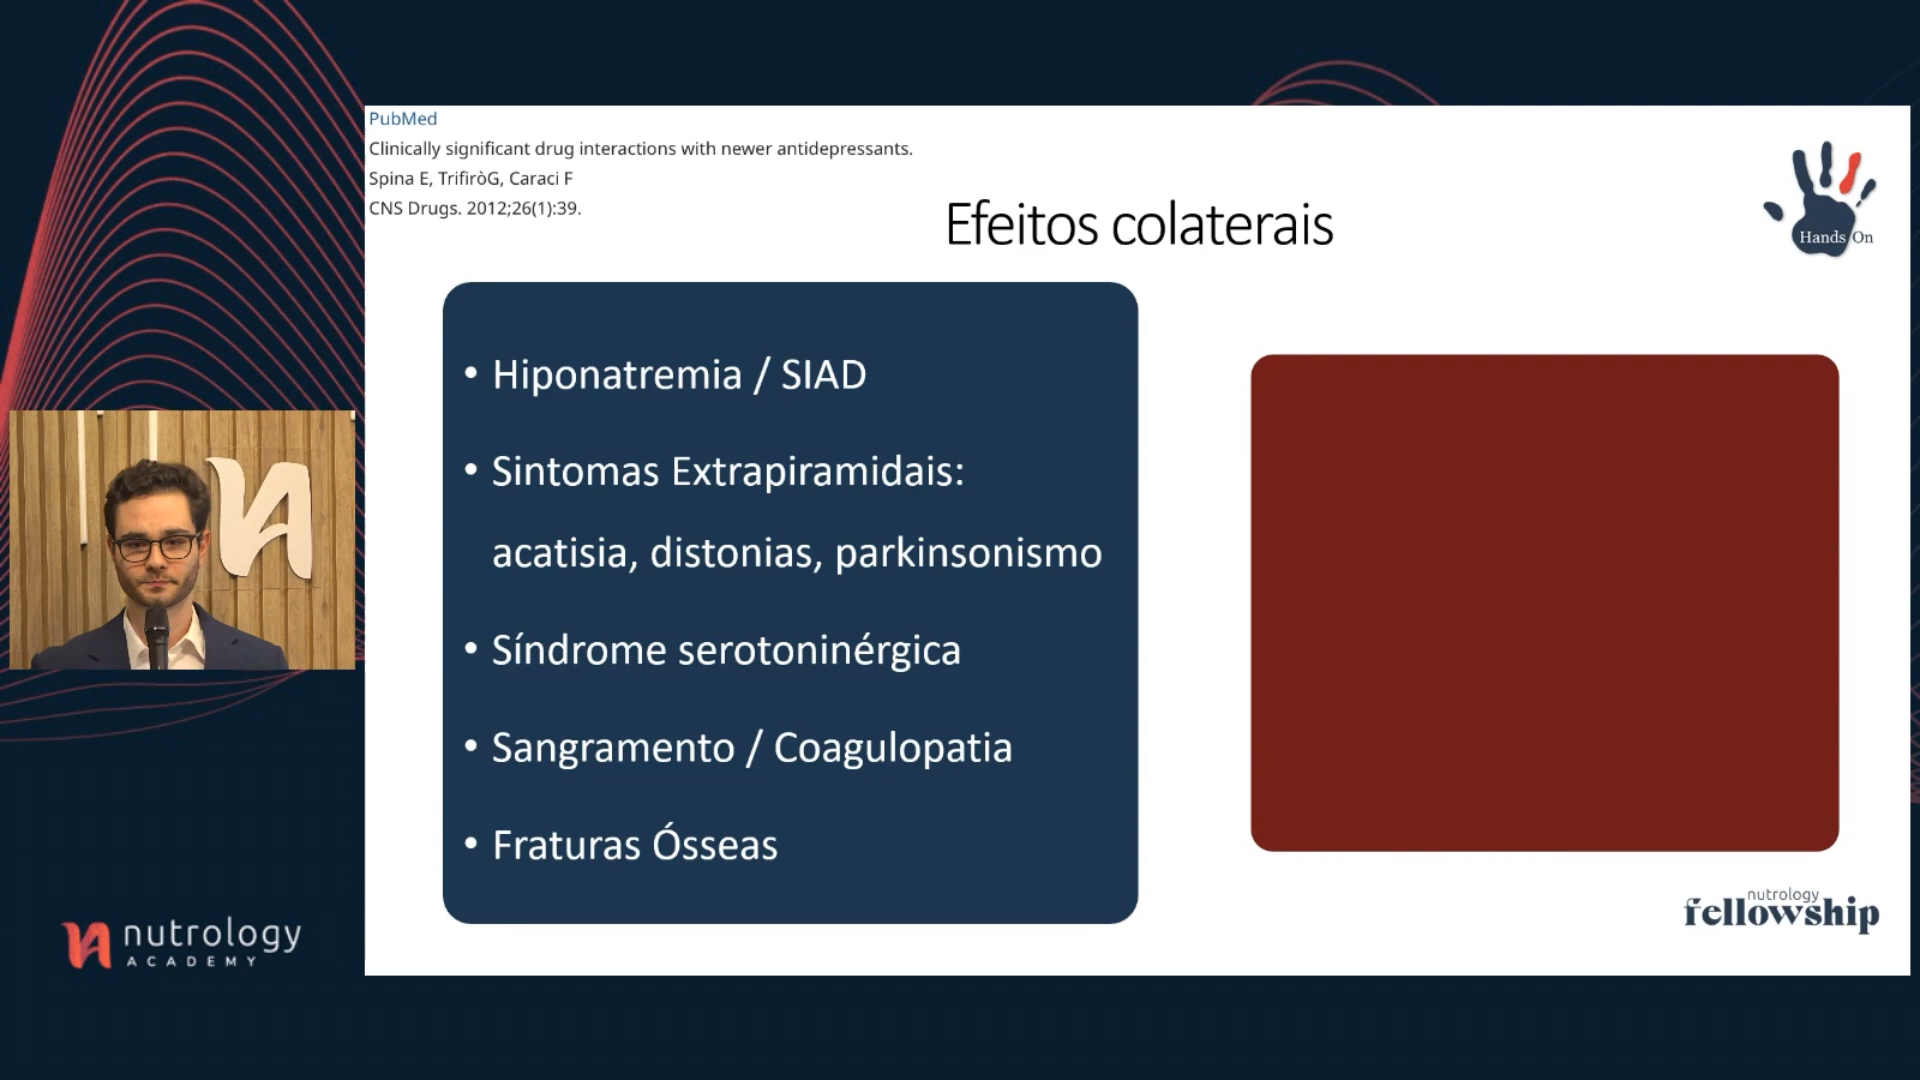 PubMed
Clinically significant drug interactions with newer antidepressants.
Spina E, TrifiròG, Caraci F
CNS Drugs. 2012;26(1):39.
Efeitos colaterais
Hands On
• Hiponatremia / SIAD
• Sintomas Extrapiramidais:
acatisia, distonias, parkinsonismo
• Síndrome serotoninérgica
• Sangramento / Coagulopatia
• Fraturas Ósseas
nutrology
fellowship
nutrology
ACADEMY